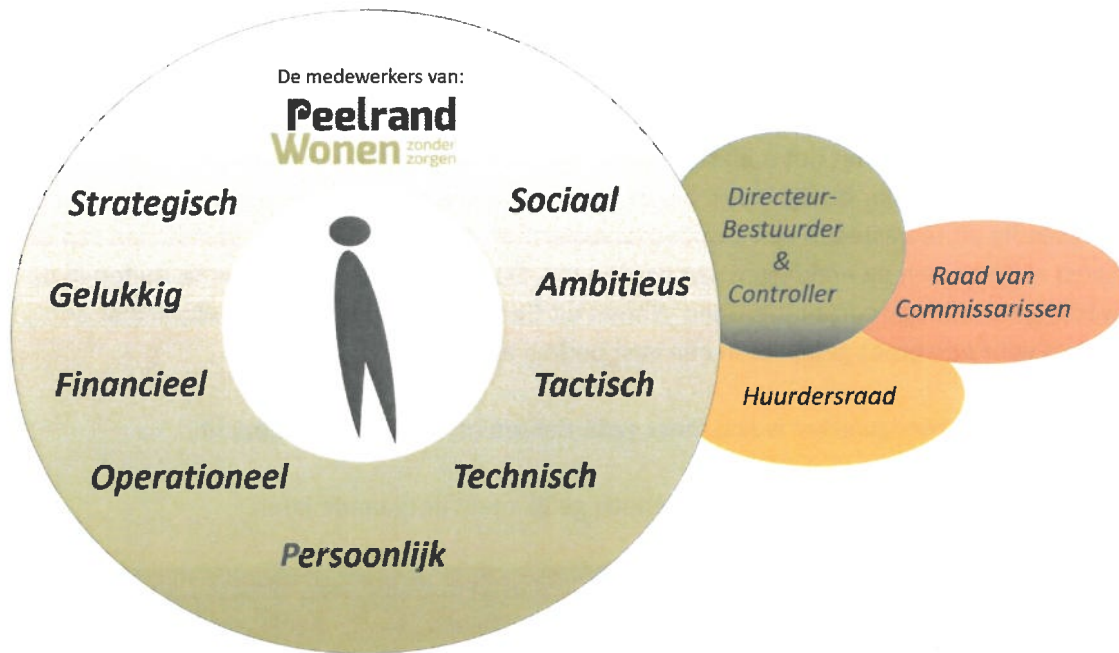 De medewerkers van:
Peelrand
Wonen zonder
zorgen
Strategisch
Sociaal
Gelukkig
Ambitieus
Financieel
Tactisch
Operationeel
Technisch
Persoonlijk
Directeur-
Bestuurder
&
Controller
Raad van
Commissarissen
Huurdersraad